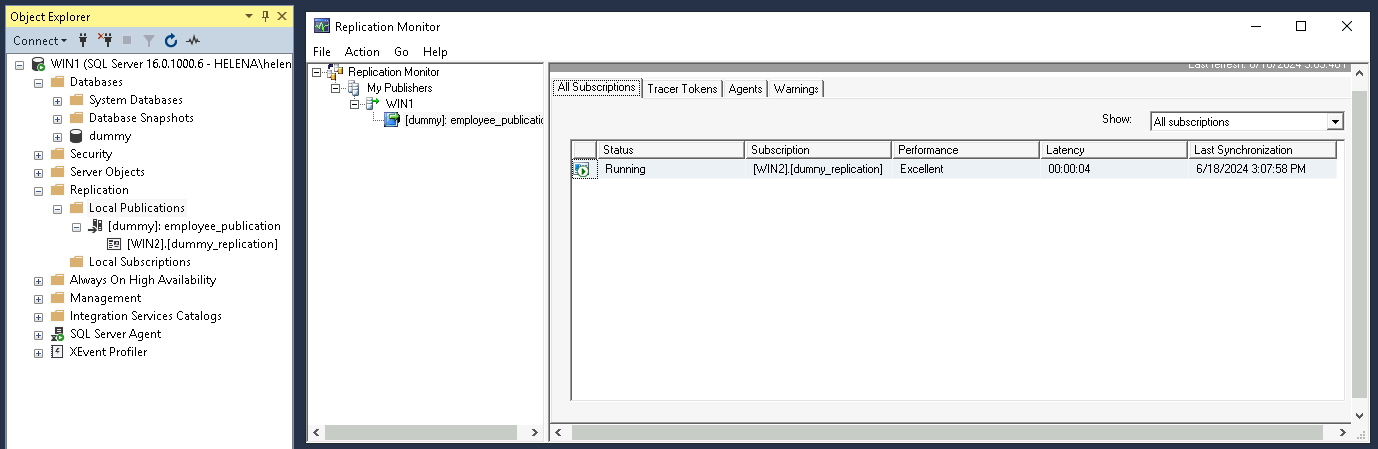 Object Explorer
Connect
WIN1 (SQL Server 16.0.1000.6 - HELENA\helen
Databases
System Databases
Database Snapshots
dummy
Security
Server Objects
Replication
Local Publications
[dummy]: employee_publication
[WIN2].[dummy_replication]
Local Subscriptions
Always On High Availability
Management
Integration Services Catalogs
SQL Server Agent
XEvent Profiler
Replication Monitor
File Action Go Help
Replication Monitor
My Publishers
WIN1
[dummy]: employee_publicatio
All Subscriptions Tracer Tokens Agents Warnings
Show: All subscriptions
Status Subscription Performance Latency Last Synchronization
Running [WIN2].[dummy_replication] Excellent 00:00:04 6/18/2024 3:07:58 PM